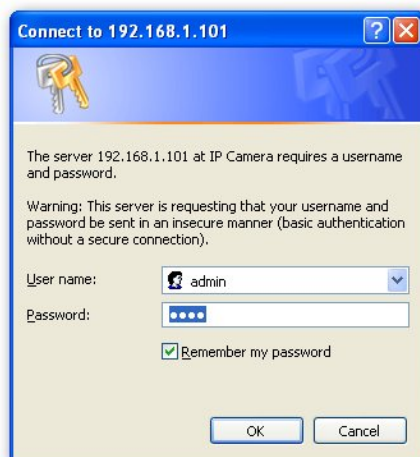 Connect to 192.168.1.101
The server 192.168.1.101 at IP Camera requires a username
and password.
Warning: This server is requesting that your username and
password be sent in an insecure manner (basic authentication
without a secure connection).
User name: admin
Password: ••••
Remember my password
OK Cancel